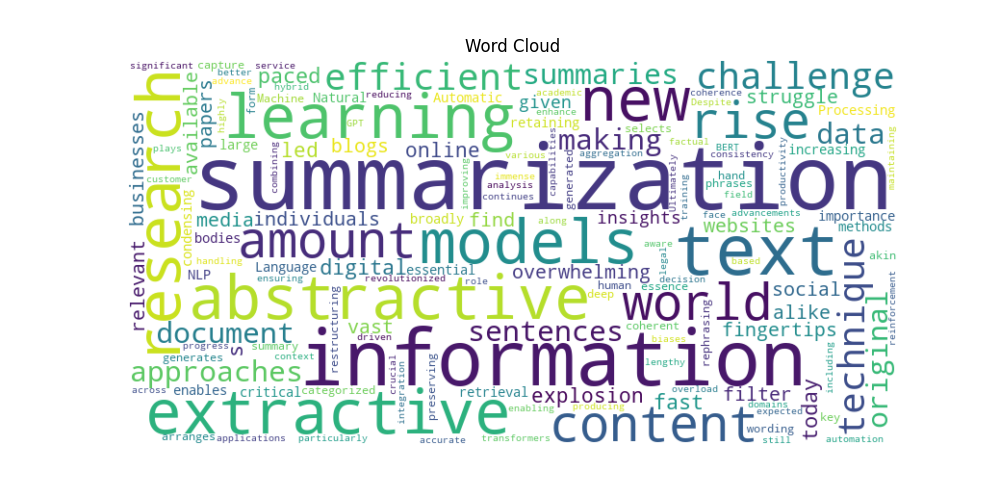 Word Cloud
significant
capture
service
better
advance
hybrid
form
highly
research
businesses
available
papers
paced
Machine
large
efficient
Natural
reducing
GPT
Automatic
summaries
academic
given
enhance
retaining
new
challenge
struggle
Despite
rise
data
Processing
increasing
learning
led
blogs
online
making
selects
factual
BERT
consistency
coherence
productivity
maintaining
plays
customer
condensing
combining
summarization
various
immense
analysis
continues
improving
capabilities
aggregation
generated
Ultimately
training
hand
phrases
field
face
advancements
importance
methods
media
individuals
broadly
find
along
insights
websites
relevant
bodies
NLP
handling
ensuring
amount
Language
digital
essential
revolutionized
role
models
overwhelming
human
aware
essence
legal
decision
text
based
akin
technique
original
reinforcement
abstractive
deep
world
social
alike
fingertips
document
s
vast
driven
restructuring
sentences
coherent
biases
rephrasing
progress
generates
summary
context
information
lengthy
including
approaches
across
enables
critical
categorized
crucial
integration
preserving
retrieval
enabling
explosion
producing
fast
overload
domains
filter
expected
wording
still
today
key
automation
extractive
content
arranges
applications
particularly
accurate
transformers